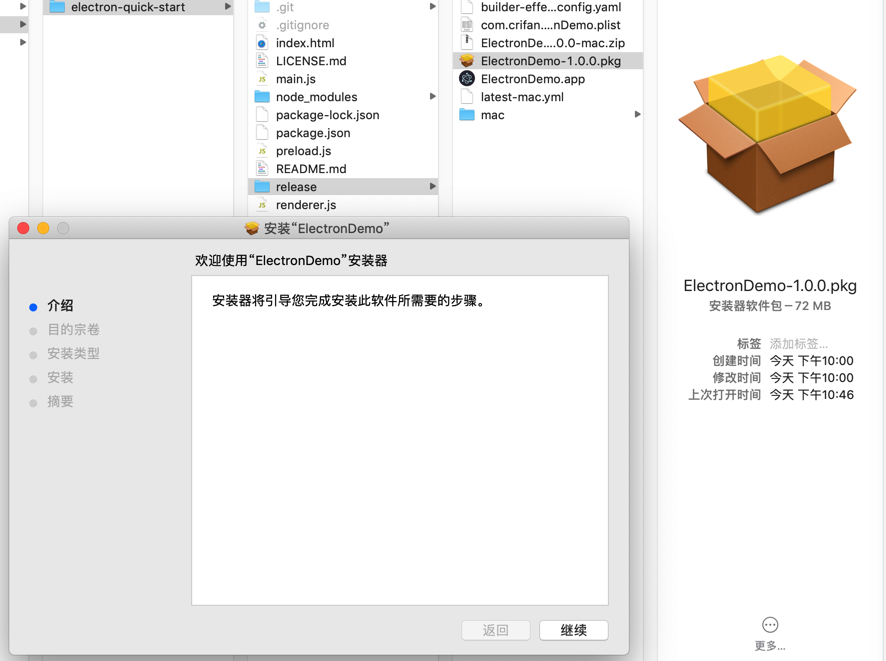 electron-quick-start
.git
.gitignore
index.html
LICENSE.md
main.js
node_modules
package-lock.json
package.json
preload.js
README.md
release
renderer.js
builder-effe...config.yaml
com.crifan....nDemo.plist
ElectronDe....0.0-mac.zip
ElectronDemo-1.0.0.pkg
ElectronDemo.app
latest-mac.yml
mac
安装“ElectronDemo”
欢迎使用“ElectronDemo”安装器
介绍
目的宗卷
安装类型
安装
摘要
安装器将引导您完成安装此软件所需要的步骤。
返回
继续
ElectronDemo-1.0.0.pkg
安装器软件包 – 72 MB
标签 添加标签...
创建时间 今天 下午10:00
修改时间 今天 下午10:00
上次打开时间 今天 下午10:46
更多...